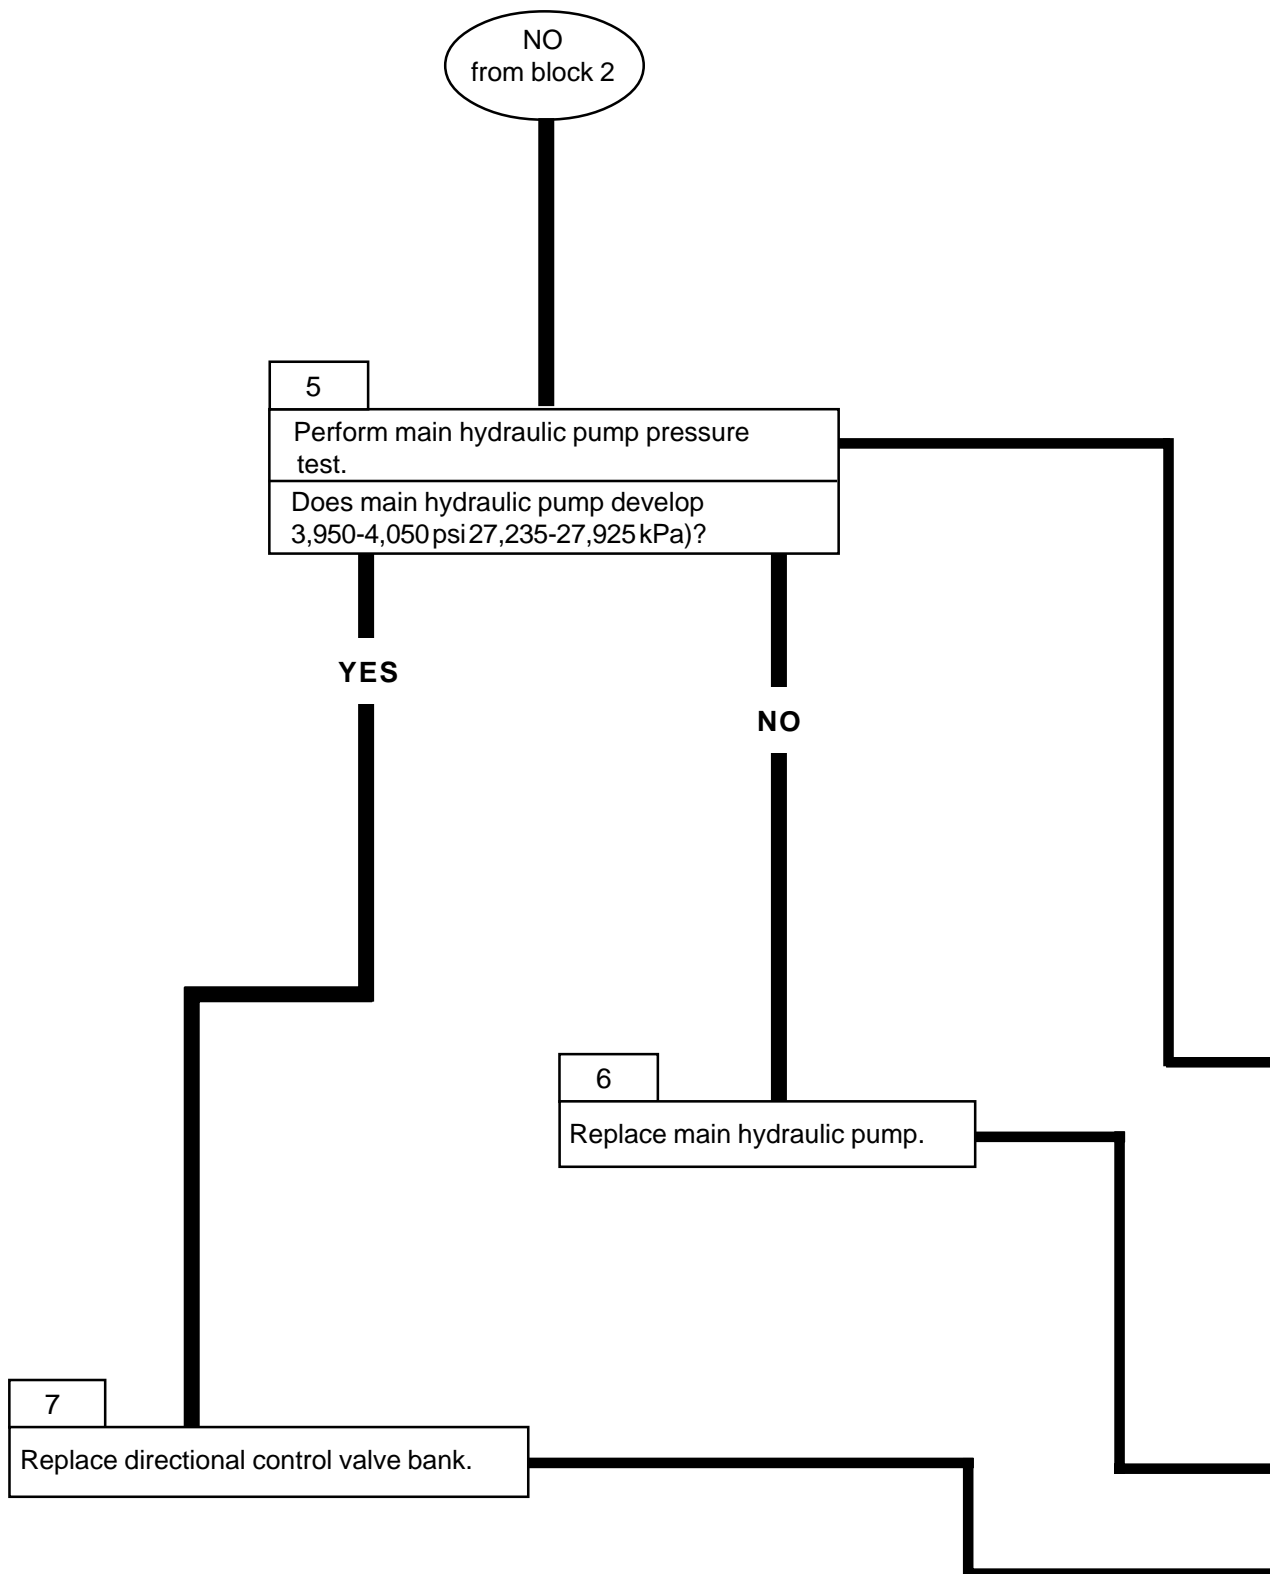 NO
from block 2
5
Perform main hydraulic pump pressure
test.
Does main hydraulic pump develop
3,950-4,050 psi 27,235-27,925 kPa)?
YES
NO
6
Replace main hydraulic pump.
7
Replace directional control valve bank.